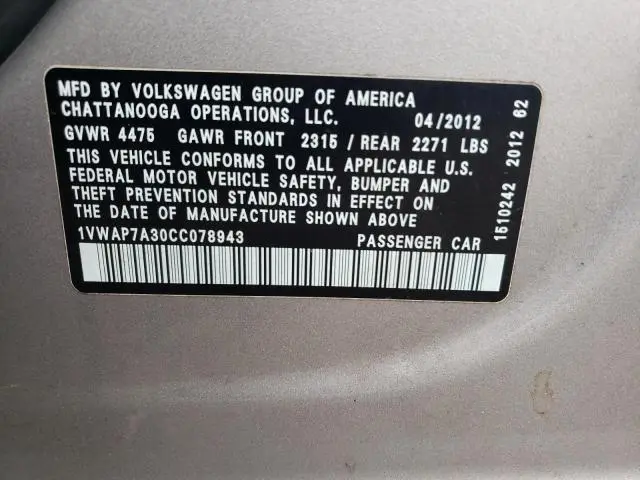 MFD BY VOLKSWAGEN GROUP OF AMERICA
CHATTANOOGA OPERATIONS, LLC. 04/2012
GVWR 4475 GAWR FRONT 2315 / REAR 2271 LBS
THIS VEHICLE CONFORMS TO ALL APPLICABLE U.S.
FEDERAL MOTOR VEHICLE SAFETY, BUMPER AND
THEFT PREVENTION STANDARDS IN EFFECT ON
THE DATE OF MANUFACTURE SHOWN ABOVE
1VWAP7A30CC078943 PASSENGER CAR
1510242 2012 62